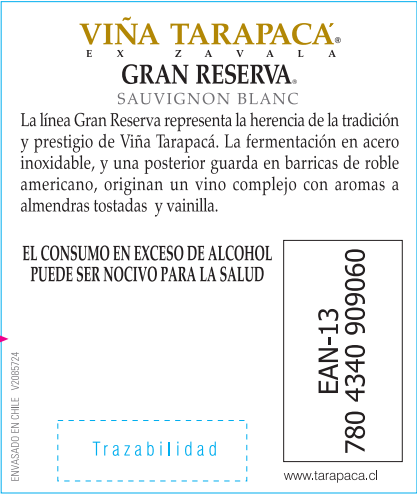 VIÑA TARAPACÁ®
EX ZAVALA
GRAN RESERVA®
SAUVIGNON BLANC
La línea Gran Reserva representa la herencia de la tradición
y prestigio de Viña Tarapacá. La fermentación en acero
inoxidable, y una posterior guarda en barricas de roble
americano, originan un vino complejo con aromas a
almendras tostadas y vainilla.
EL CONSUMO EN EXCESO DE ALCOHOL
PUEDE SER NOCIVO PARA LA SALUD
EAN-13
780 4340 909060
ENVASADO EN CHILE V2085724
Trazabilidad
www.tarapaca.cl